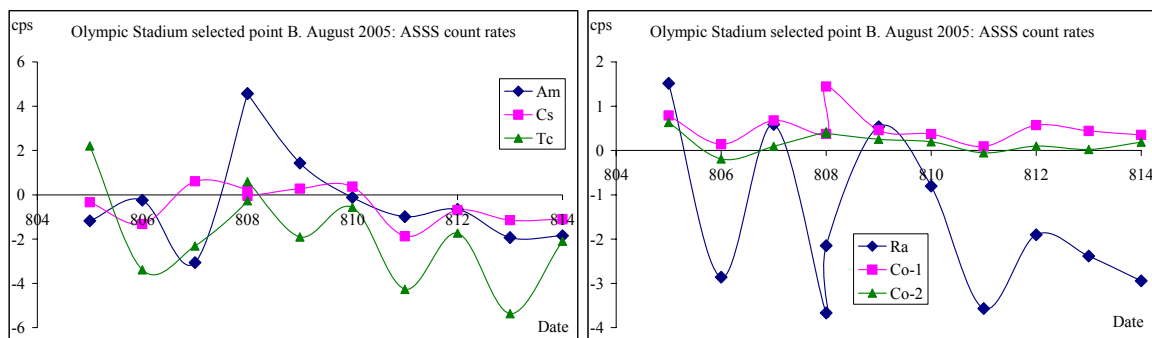 cps
Olympic Stadium selected point B. August 2005: ASSS count rates
6
4
2
0
-2
-4
-6
804 806 808 810 812 814
Am
Cs
Tc
Date
cps
Olympic Stadium selected point B. August 2005: ASSS count rates
2
1
0
-1
-2
-3
-4
804 806 808 810 812 814
Ra
Co-1
Co-2
Date